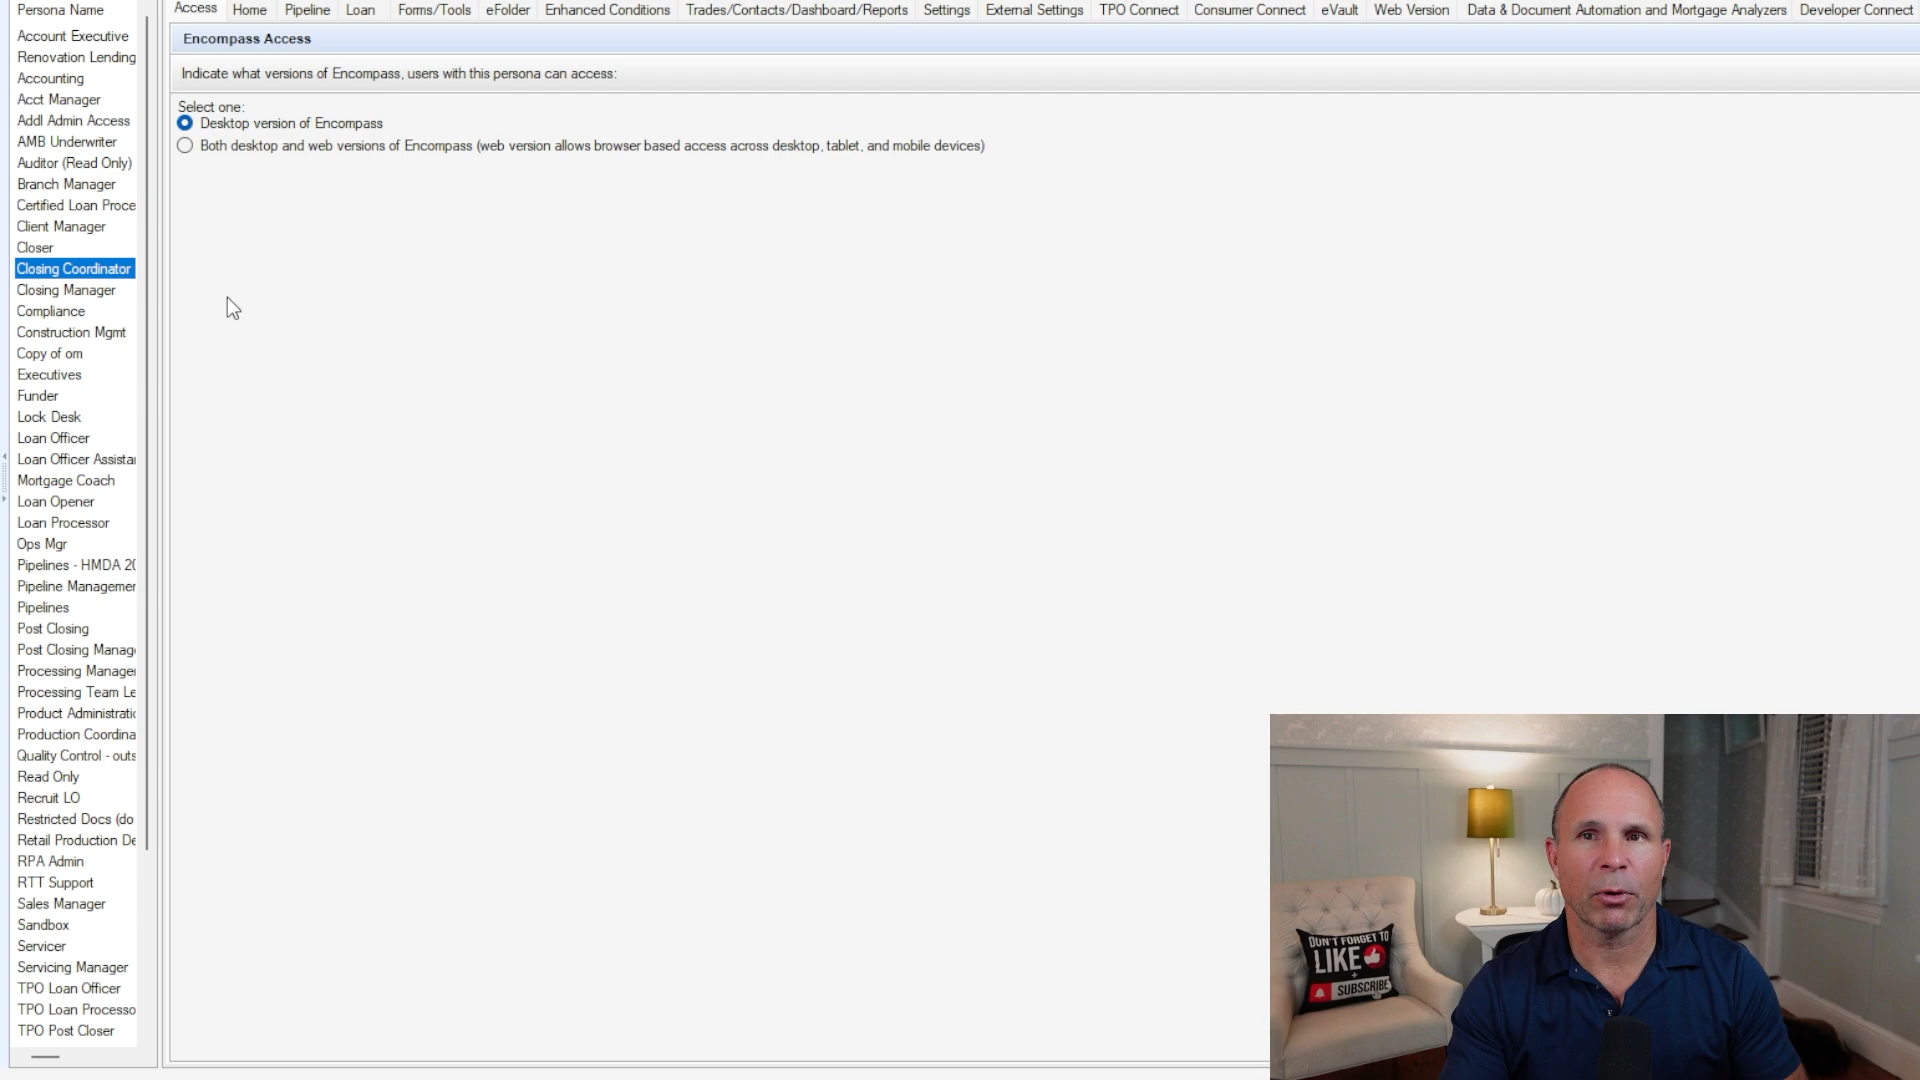 Persona Name
Access
Home
Pipeline
Loan
Forms/Tools
eFolder
Enhanced Conditions
Trades/Contacts/Dashboard/Reports
Settings
External Settings
TPO Connect
Consumer Connect
eVault
Web Version
Data & Document Automation and Mortgage Analyzers
Developer Connect
Account Executive
Renovation Lending
Accounting
Acct Manager
Addl Admin Access
AMB Underwriter
Auditor (Read Only)
Branch Manager
Certified Loan Proce
Client Manager
Closer
Closing Coordinator
Closing Manager
Compliance
Construction Mgmt
Copy of om
Executives
Funder
Lock Desk
Loan Officer
Loan Officer Assista
Mortgage Coach
Loan Opener
Loan Processor
Ops Mgr
Pipelines - HMDA 20
Pipeline Managemen
Pipelines
Post Closing
Post Closing Manag
Processing Manager
Processing Team Le
Product Administratio
Production Coordina
Quality Control - outs
Read Only
Recruit LO
Restricted Docs (do
Retail Production De
RPA Admin
RTT Support
Sales Manager
Sandbox
Servicer
Servicing Manager
TPO Loan Officer
TPO Loan Processo
TPO Post Closer
Encompass Access
Indicate what versions of Encompass, users with this persona can access:
Select one:
Desktop version of Encompass
Both desktop and web versions of Encompass (web version allows browser based access across desktop, tablet, and mobile devices)
DON'T FORGET TO
LIKE
+
SUBSCRIBE